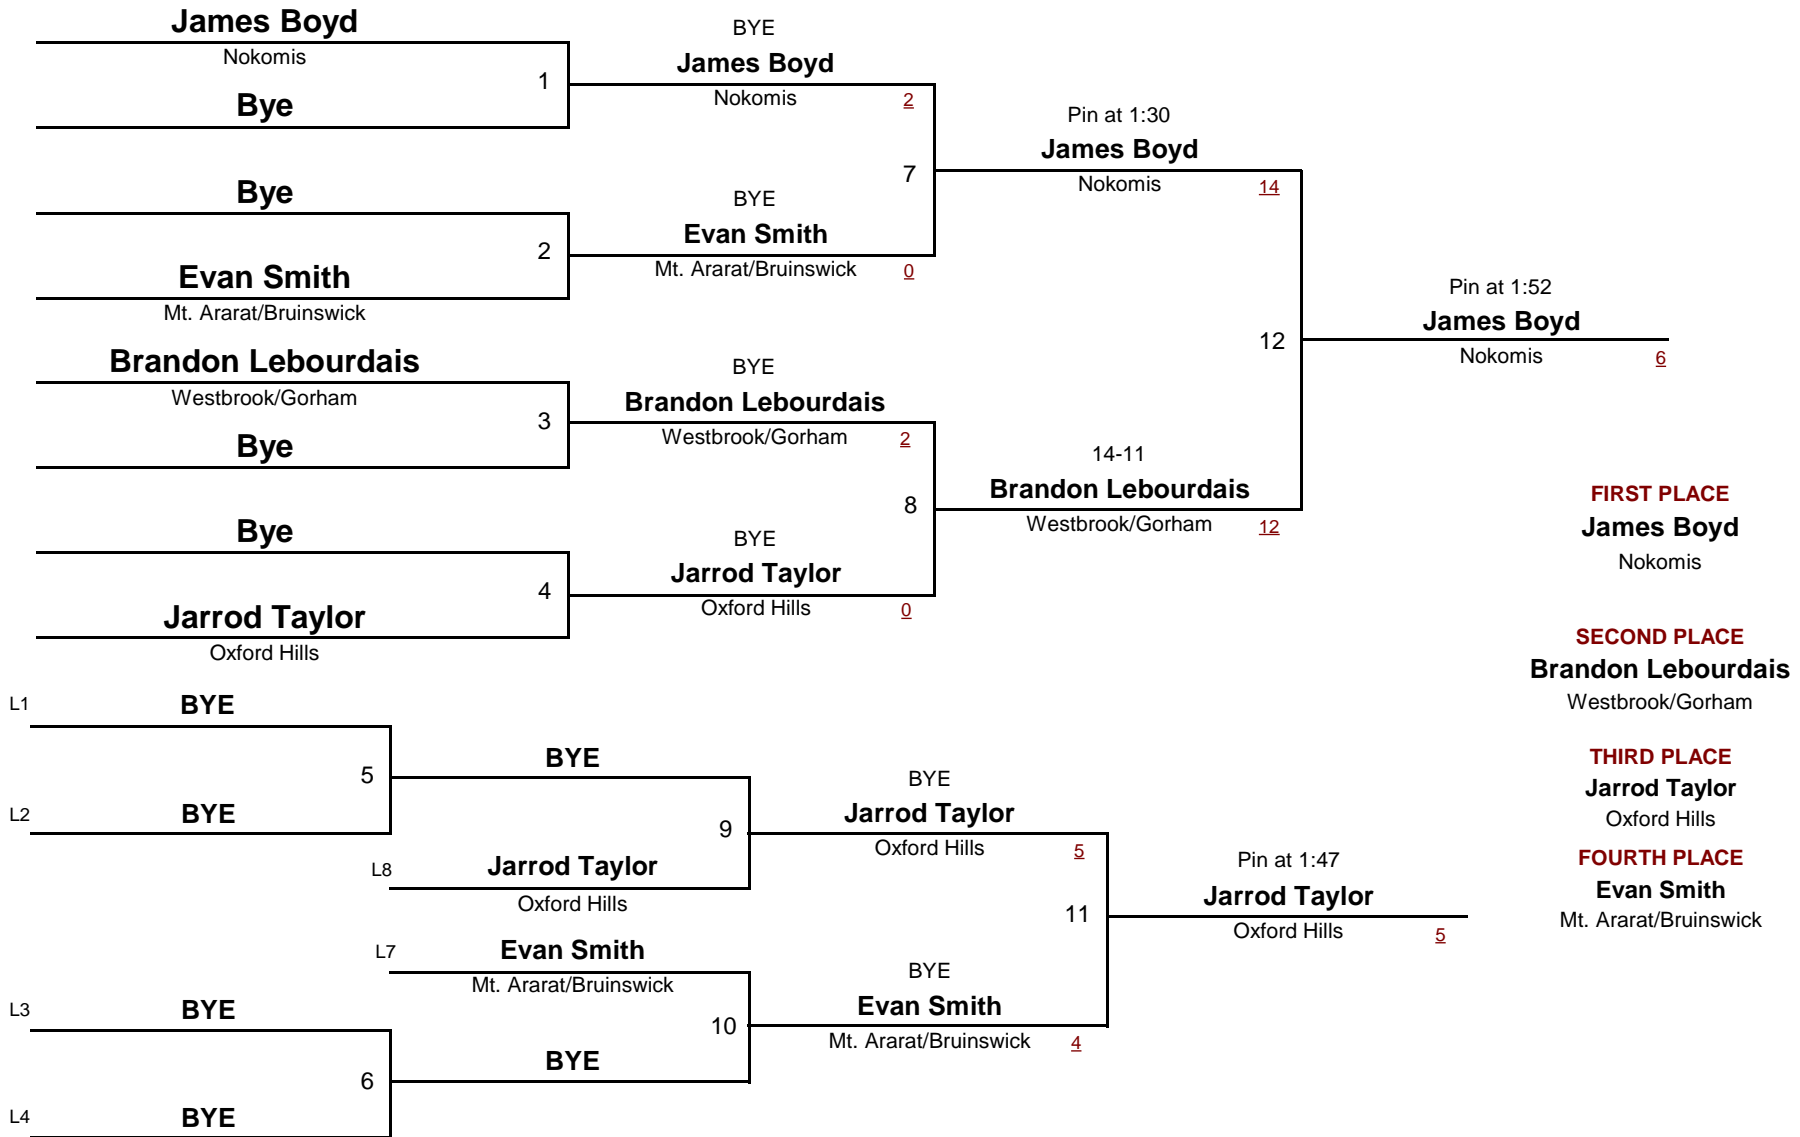 James Boyd
Nokomis
1
Bye
Bye
2
Evan Smith
Mt. Ararat/Bruinswick
Brandon Lebourdais
Westbrook/Gorham
3
Bye
Bye
4
Jarrod Taylor
Oxford Hills
BYE
James Boyd
Nokomis
2
7
BYE
Evan Smith
Mt. Ararat/Bruinswick
0
BYE
Brandon Lebourdais
Westbrook/Gorham
2
8
BYE
Jarrod Taylor
Oxford Hills
0
Pin at 1:30
James Boyd
Nokomis
14
12
14-11
Brandon Lebourdais
Westbrook/Gorham
12
Pin at 1:52
James Boyd
Nokomis
6
FIRST PLACE
James Boyd
Nokomis
SECOND PLACE
Brandon Lebourdais
Westbrook/Gorham
THIRD PLACE
Jarrod Taylor
Oxford Hills
FOURTH PLACE
Evan Smith
Mt. Ararat/Bruinswick
L1
BYE
5
L2
BYE
BYE
9
L8
Jarrod Taylor
Oxford Hills
L7
Evan Smith
Mt. Ararat/Bruinswick
10
BYE
L3
BYE
6
L4
BYE
BYE
Jarrod Taylor
Oxford Hills
5
11
BYE
Evan Smith
Mt. Ararat/Bruinswick
4
Pin at 1:47
Jarrod Taylor
Oxford Hills
5